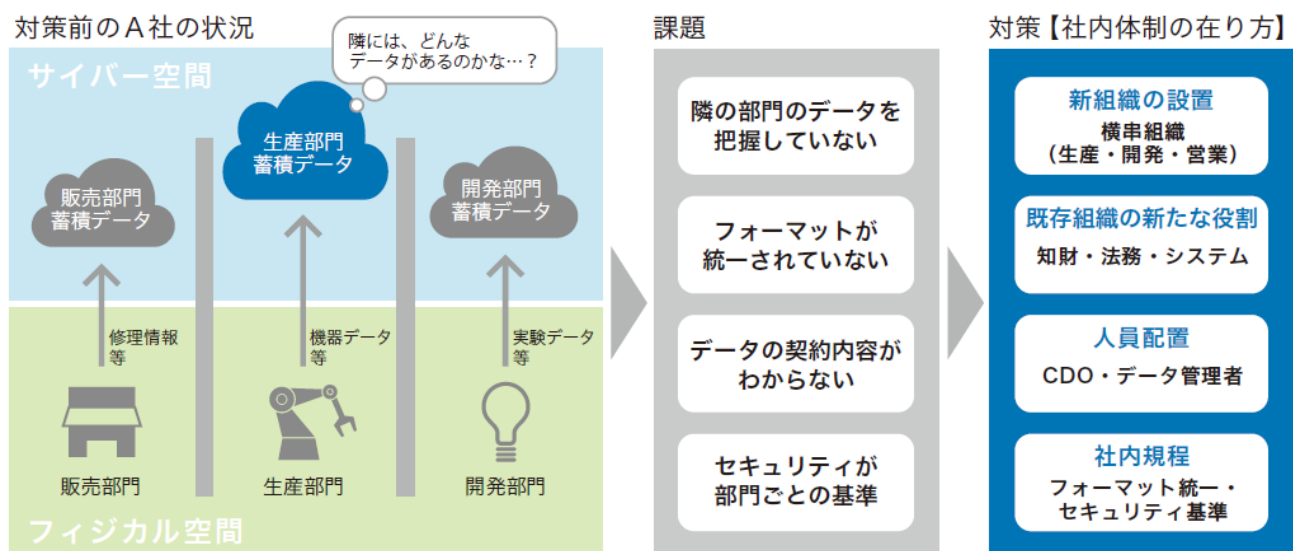 対策前のA社の状況
隣には、どんな
データがあるのかな…？
サイバー空間
生産部門
蓄積データ
販売部門
蓄積データ
開発部門
蓄積データ
修理情報
等
機器データ
等
実験データ
等
販売部門
生産部門
開発部門
フィジカル空間
課題
隣の部門のデータを
把握していない
フォーマットが
統一されていない
データの契約内容が
わからない
セキュリティが
部門ごとの基準
対策【社内体制の在り方】
新組織の設置
横串組織
（生産・開発・営業）
既存組織の新たな役割
知財・法務・システム
人員配置
CDO・データ管理者
社内規程
フォーマット統一・
セキュリティ基準